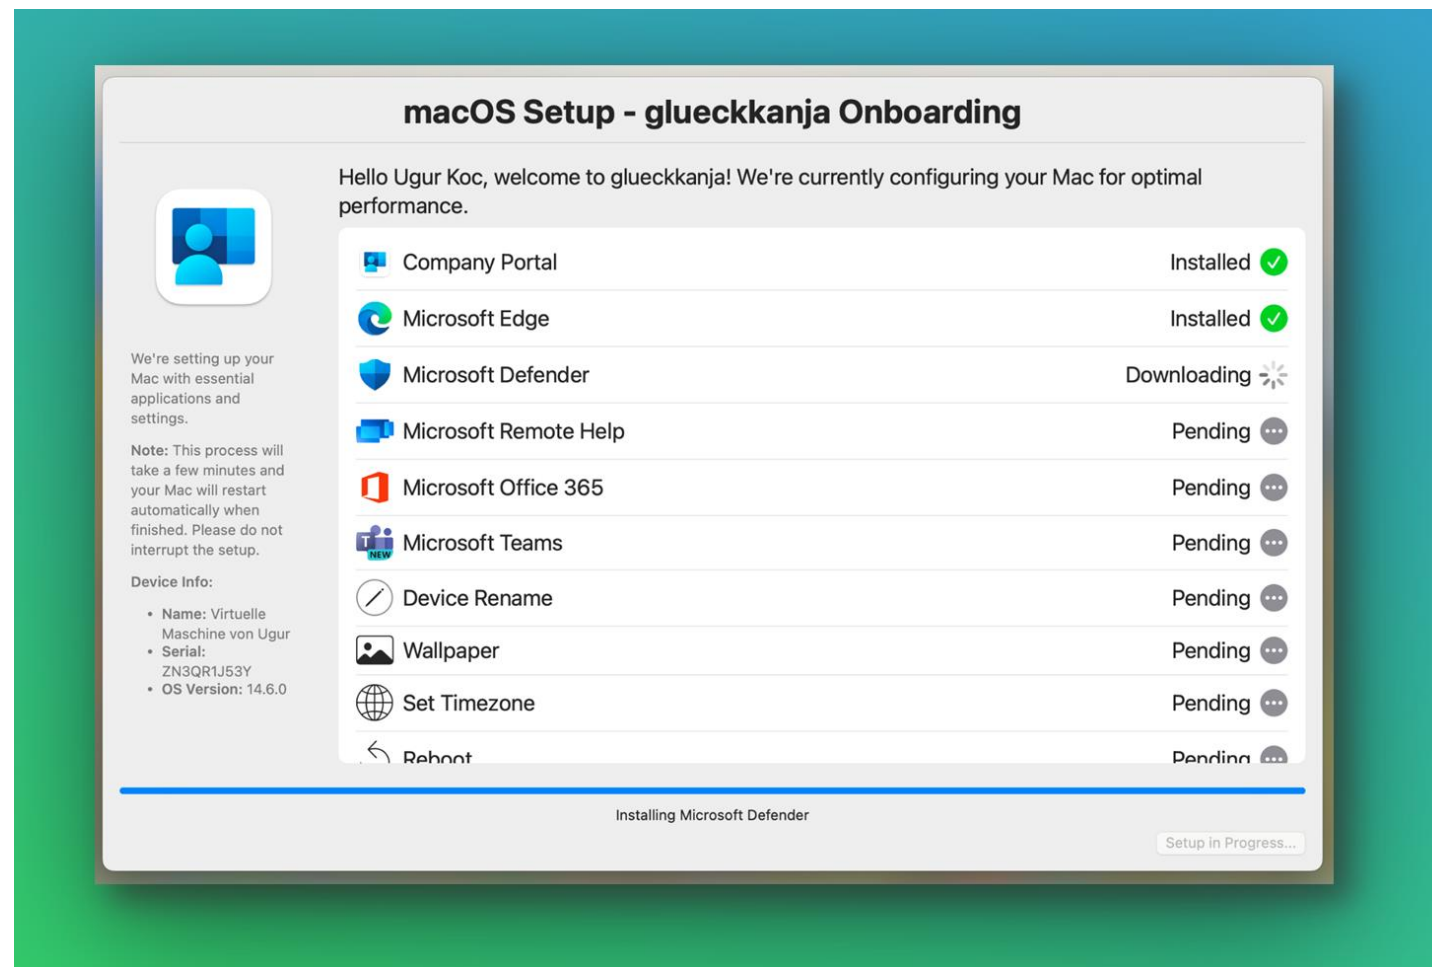 macOS Setup - glueckkanja Onboarding
Hello Ugur Koc, welcome to glueckkanja! We're currently configuring your Mac for optimal
performance.
We're setting up your
Mac with essential
applications and
settings.
Note: This process will
take a few minutes and
your Mac will restart
automatically when
finished. Please do not
interrupt the setup.
Device Info:
• Name: Virtuelle
Maschine von Ugur
• Serial:
ZN3QR1J53Y
• OS Version: 14.6.0
Company Portal Installed
Microsoft Edge Installed
Microsoft Defender Downloading
Microsoft Remote Help Pending
Microsoft Office 365 Pending
T NEW Microsoft Teams Pending
Device Rename Pending
Wallpaper Pending
Set Timezone Pending
Reboot Pending
Installing Microsoft Defender
Setup in Progress...